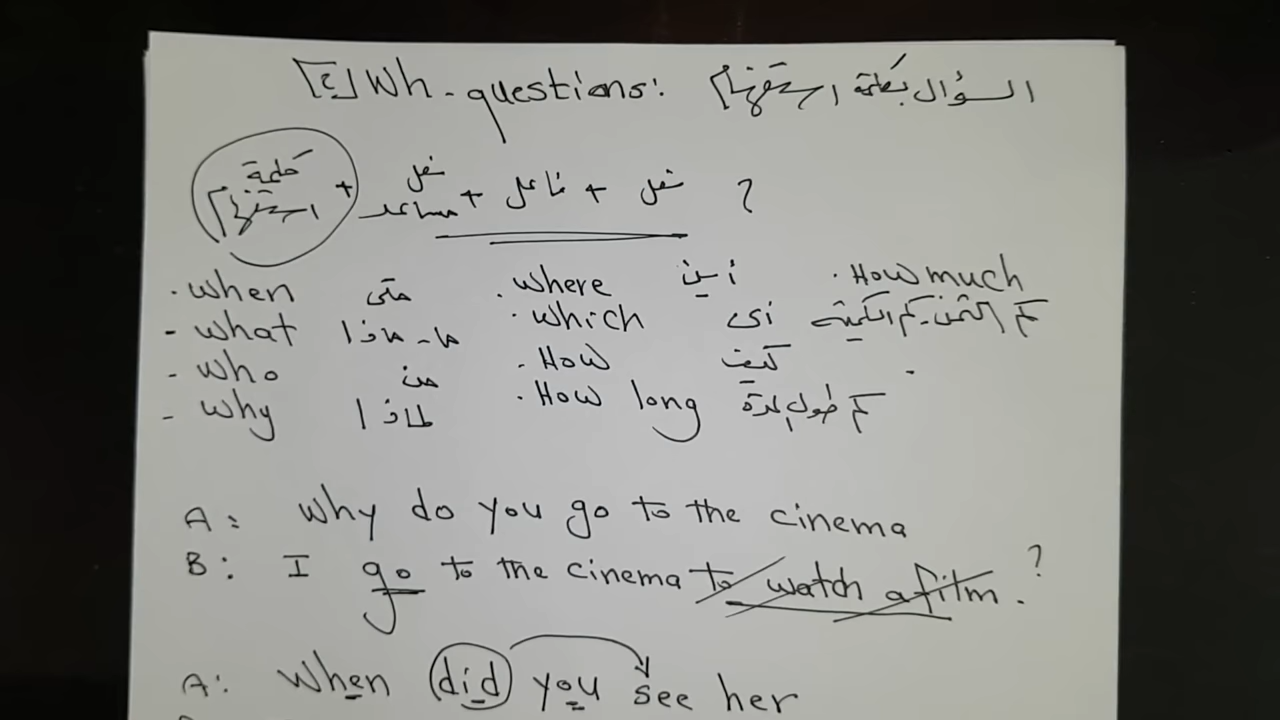 [ج] Wh-questions: السؤال بكلمة استفهام
كلمة استفهام + فعل مساعد + فاعل + فعل ؟
. When متى . Where أين . How much
- What ما - ماذا . Which أى كم الثمن - كم الكمية
- Who من - How كيف
- Why لماذا . How long كم طول المدة
A: Why do you go to the cinema
B: I go to the cinema to watch a film. ?
A: When did you see her